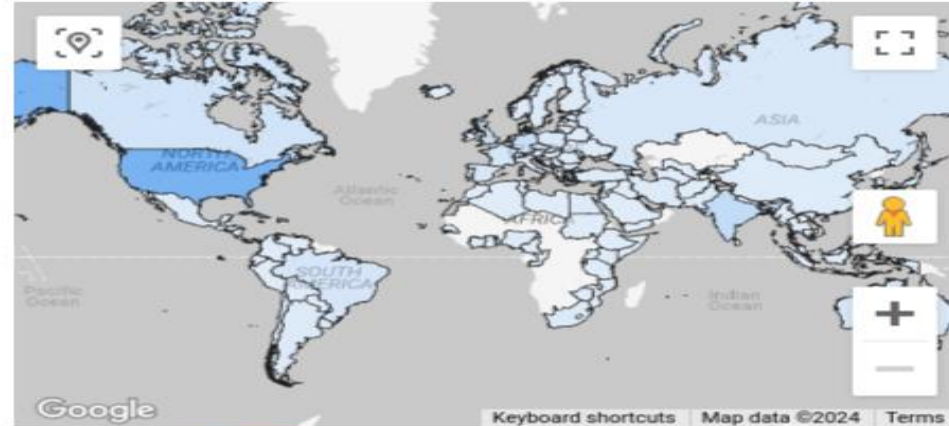 ASIA
NORTH
AMERICA
Atlantic
Ocean
AFRICA
SOUTH
AMERICA
Pacific
Ocean
Indian
Ocean
Google
Keyboard shortcuts
Map data ©2024
Terms